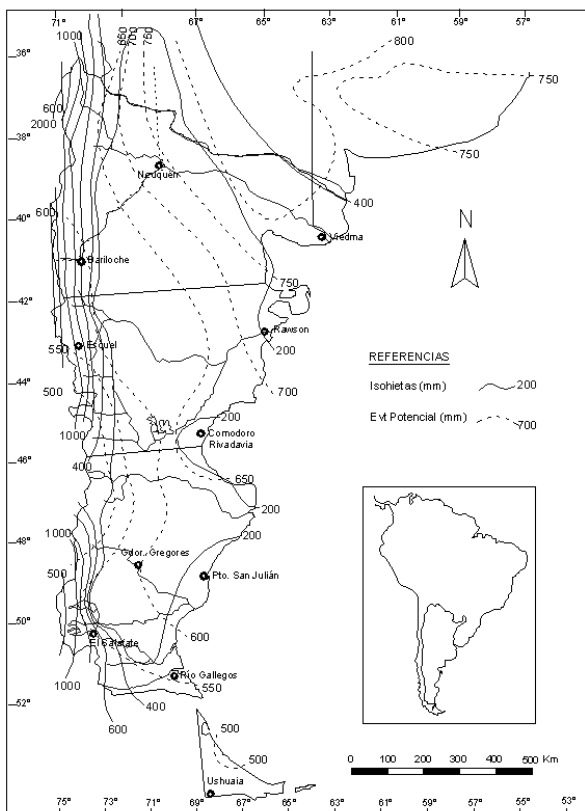 71° 69° 67° 65° 63° 61° 59° 57°
36°
38°
40°
42°
44°
46°
48°
50°
52°
1000
650
700
750
800
750
750
600
2000
Neuquen
400
600
Viedma
N
Bariloche
750
Rawson
550
Esquel
200
REFERENCIAS
Isohietas (mm) 200
Evt Potencial (mm) 700
500
700
200
1000
Comodoro
Rivadavia
400
650
200
1000
200
Gdor. Gregores
500
Pto. San Julián
600
El Calafate
Río Gallegos
550
1000
400
600
500
500
Ushuaia
0 100 200 300 400 500 Km
75° 71° 69° 67° 65° 63° 61° 59° 57° 55° 53°